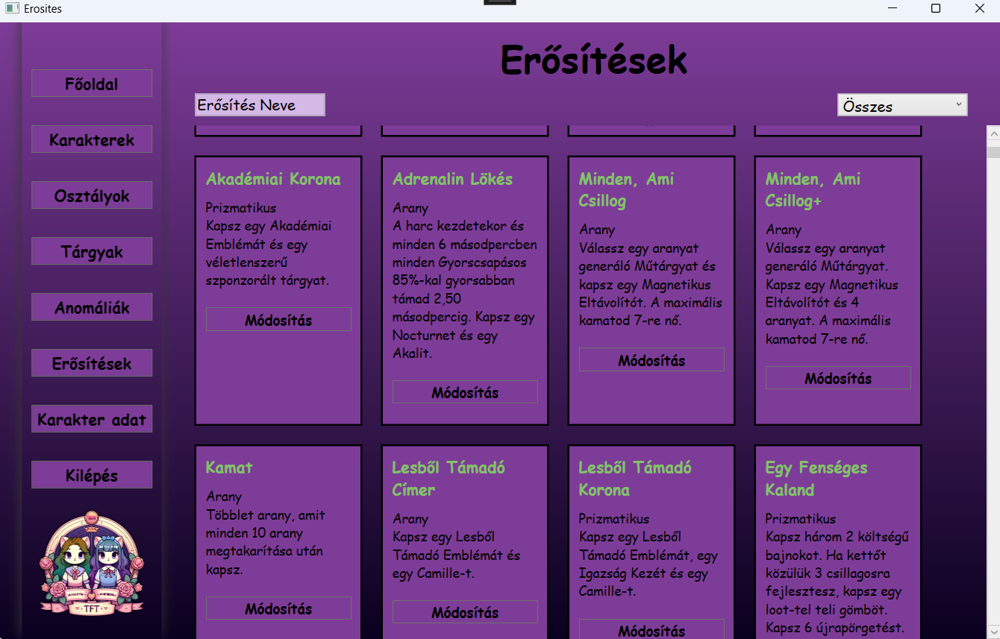 Erosites
Erősítések
Főoldal
Karakterek
Osztályok
Tárgyak
Anomáliák
Erősítések
Karakter adat
Kilépés
TFT
Erősítés Neve
Összes
Akadémiai Korona
Prizmatikus
Kapsz egy Akadémiai
Emblémát és egy
véletlenszerű
szponzorált tárgyat.
Módosítás
Adrenalin Lökés
Arany
A harc kezdetekor és
minden 6 másodpercben
minden Gyorscsapásos
85%-kal gyorsabban
támad 2,50
másodpercig. Kapsz egy
Nocturnet és egy
Akalit.
Módosítás
Minden, Ami
Csillog
Arany
Válassz egy aranyat
generáló Műtárgyat és
kapsz egy Magnetikus
Eltávolítót. A maximális
kamatod 7-re nő.
Módosítás
Minden, Ami
Csillog+
Arany
Válassz egy aranyat
generáló Műtárgyat.
Kapsz egy Magnetikus
Eltávolítót és 4
aranyat. A maximális
kamatod 7-re nő.
Módosítás
Kamat
Arany
Többlet arany, amit
minden 10 arany
megtakarítása után
kapsz.
Módosítás
Lesből Támadó
Címer
Arany
Kapsz egy Lesből
Támadó Emblémát és
egy Camille-t.
Módosítás
Lesből Támadó
Korona
Prizmatikus
Kapsz egy Lesből
Támadó Emblémát, egy
Igazság Kezét és egy
Camille-t.
Módosítás
Egy Fenséges
Kaland
Prizmatikus
Kapsz három 2 költségű
bajnokot. Ha kettőt
közülük 3 csillagosra
fejlesztesz, kapsz egy
loot-tel teli gömböt.
Kapsz 6 újrapörgetést.